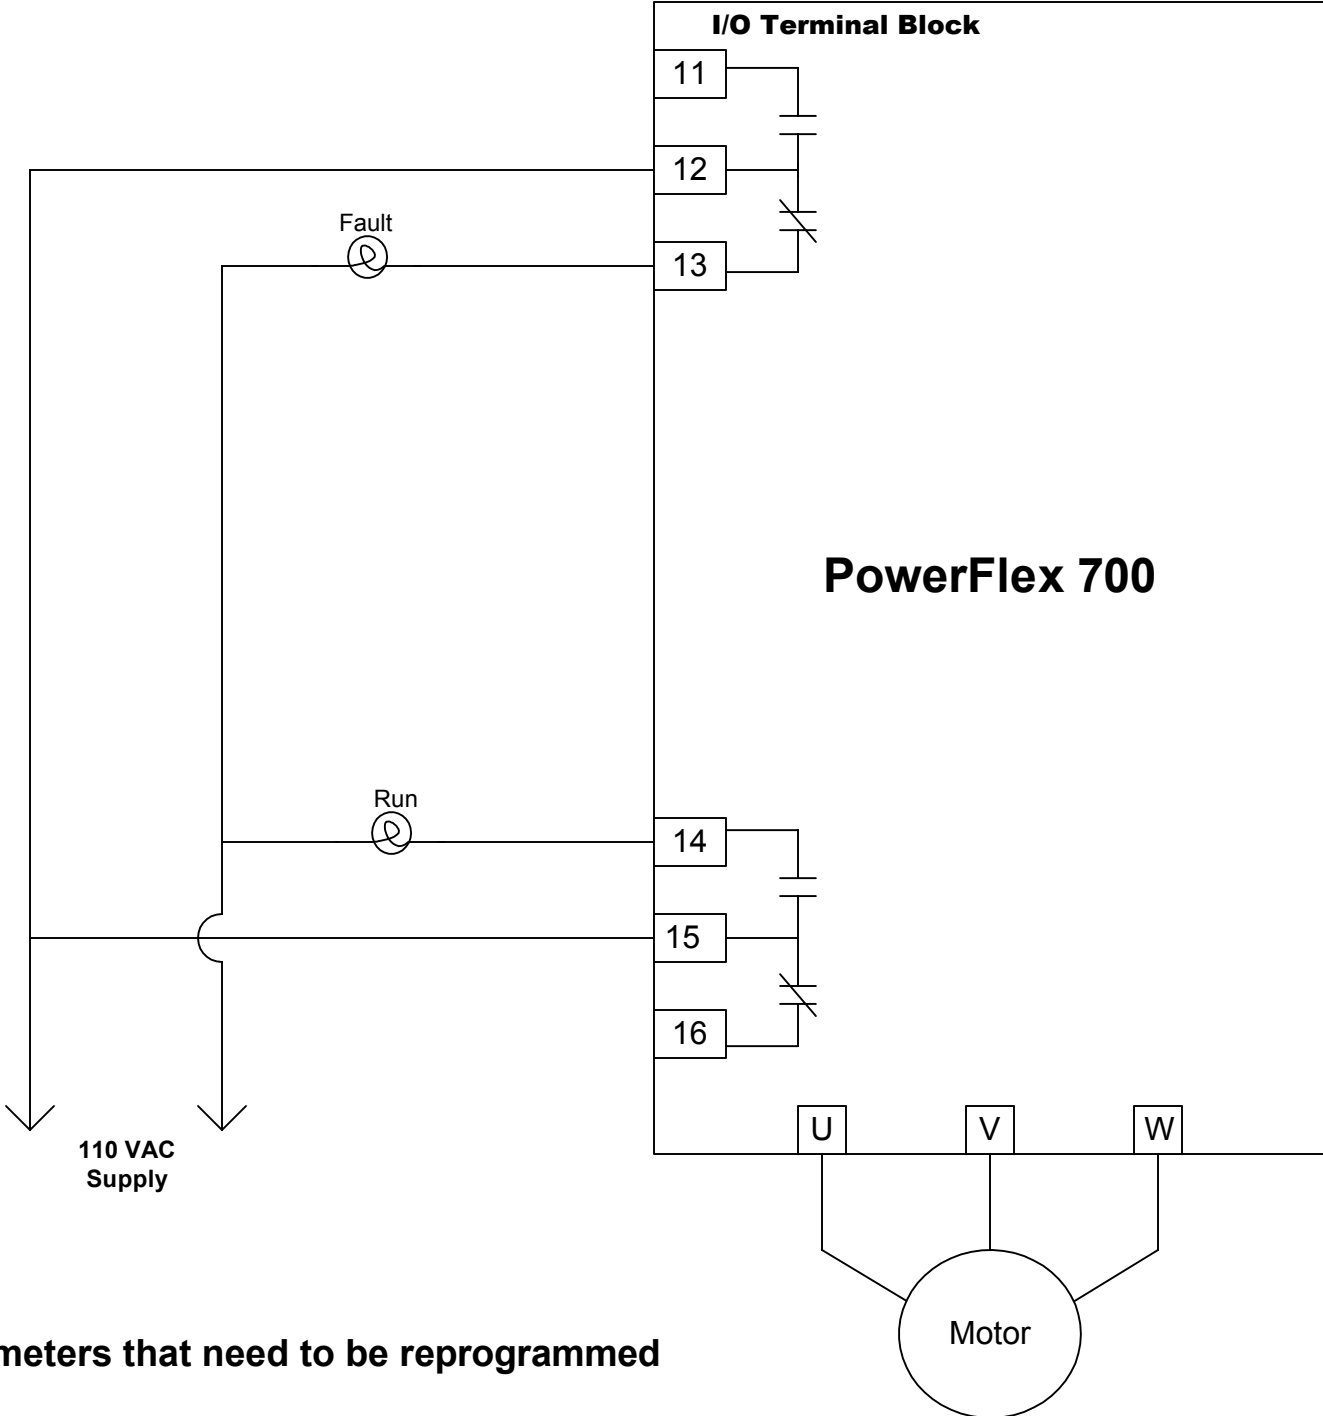 I/O Terminal Block
11
12
Fault
13
PowerFlex 700
Run
14
15
16
U V W
110 VAC
Supply
Motor
meters that need to be reprogrammed